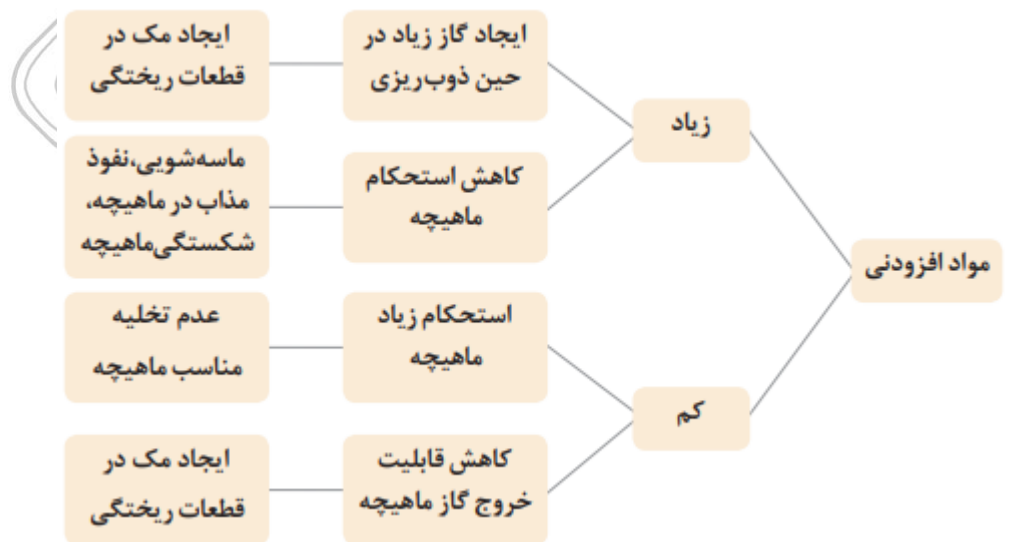 مواد افزودنی
زیاد
ایجاد گاز زیاد در
حین ذوب‌ریزی
ایجاد مک در
قطعات ریختگی
کاهش استحکام
ماهیچه
ماسه‌شویی،نفوذ
مذاب در ماهیچه،
شکستگی‌ماهیچه
کم
استحکام زیاد
ماهیچه
عدم تخلیه
مناسب ماهیچه
کاهش قابلیت
خروج گاز ماهیچه
ایجاد مک در
قطعات ریختگی